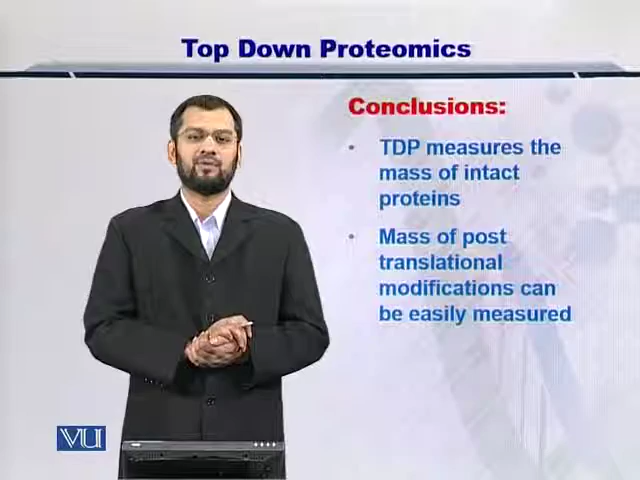 Top Down Proteomics
Conclusions:
• TDP measures the
mass of intact
proteins
• Mass of post
translational
modifications can
be easily measured
VU